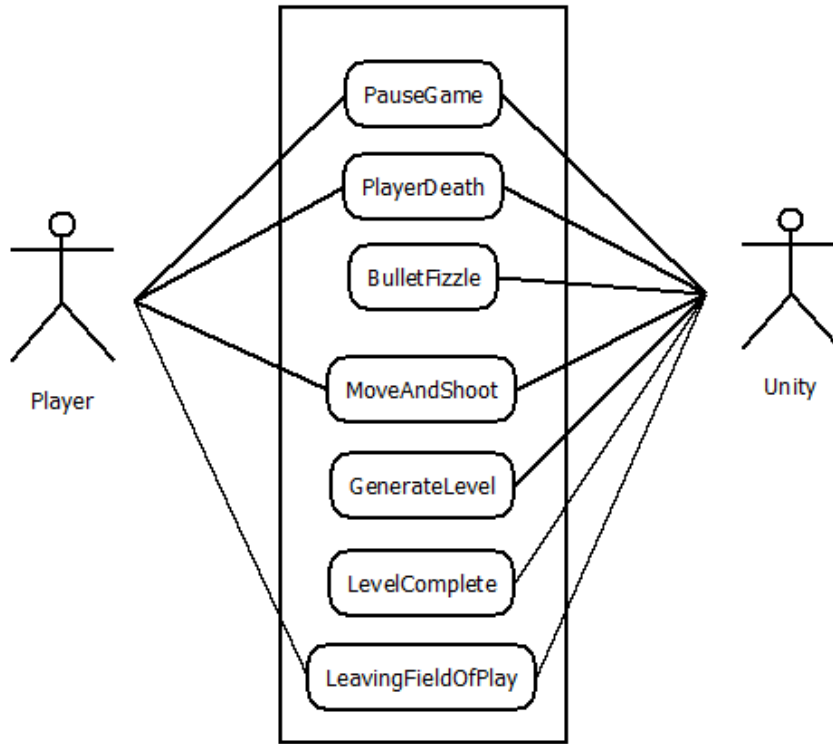 PauseGame
PlayerDeath
BulletFizzle
MoveAndShoot
Player
Unity
GenerateLevel
LevelComplete
LeavingFieldOfPlay